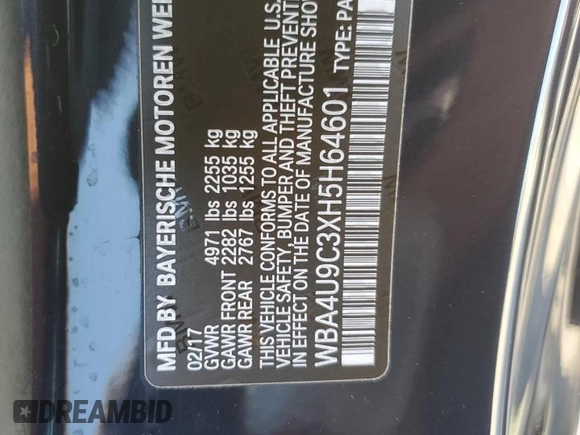 MFD BY BAYERISCHE MOTOREN
02/17
GVWR 4971 lbs 2255 kg
GAWR FRONT 2282 lbs 1035 kg
GAWR REAR 2767 lbs 1255 kg
THIS VEHICLE CONFORMS TO ALL APPLICABLE U.S.
VEHICLE SAFETY, BUMPER AND THEFT PREVENT
IN EFFECT ON THE DATE OF MANUFACTURE SHO
WBA4U9C3XH5H64601 TYPE: PA
BMW
BMW
DREAMBID